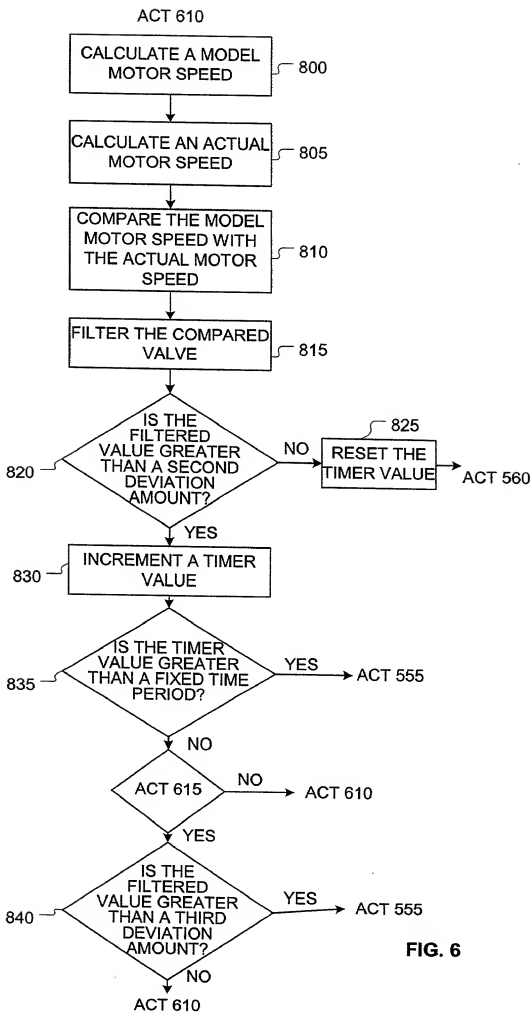 ACT 610
CALCULATE A MODEL
MOTOR SPEED
800
CALCULATE AN ACTUAL
MOTOR SPEED
805
COMPARE THE MODEL
MOTOR SPEED WITH
THE ACTUAL MOTOR
SPEED
810
FILTER THE COMPARED
VALVE
815
IS THE
FILTERED
VALUE GREATER
THAN A SECOND
DEVIATION
AMOUNT?
820
NO
825
RESET THE
TIMER VALUE
ACT 560
YES
INCREMENT A TIMER
VALUE
830
IS THE TIMER
VALUE GREATER
THAN A FIXED TIME
PERIOD?
835
YES
ACT 555
NO
ACT 615
NO
ACT 610
YES
IS THE
FILTERED
VALUE GREATER
THAN A THIRD
DEVIATION
AMOUNT?
840
YES
ACT 555
NO
ACT 610
FIG. 6